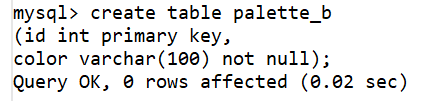 mysql> create table palette_b
(id int primary key,
color varchar(100) not null);
Query OK, 0 rows affected (0.02 sec)